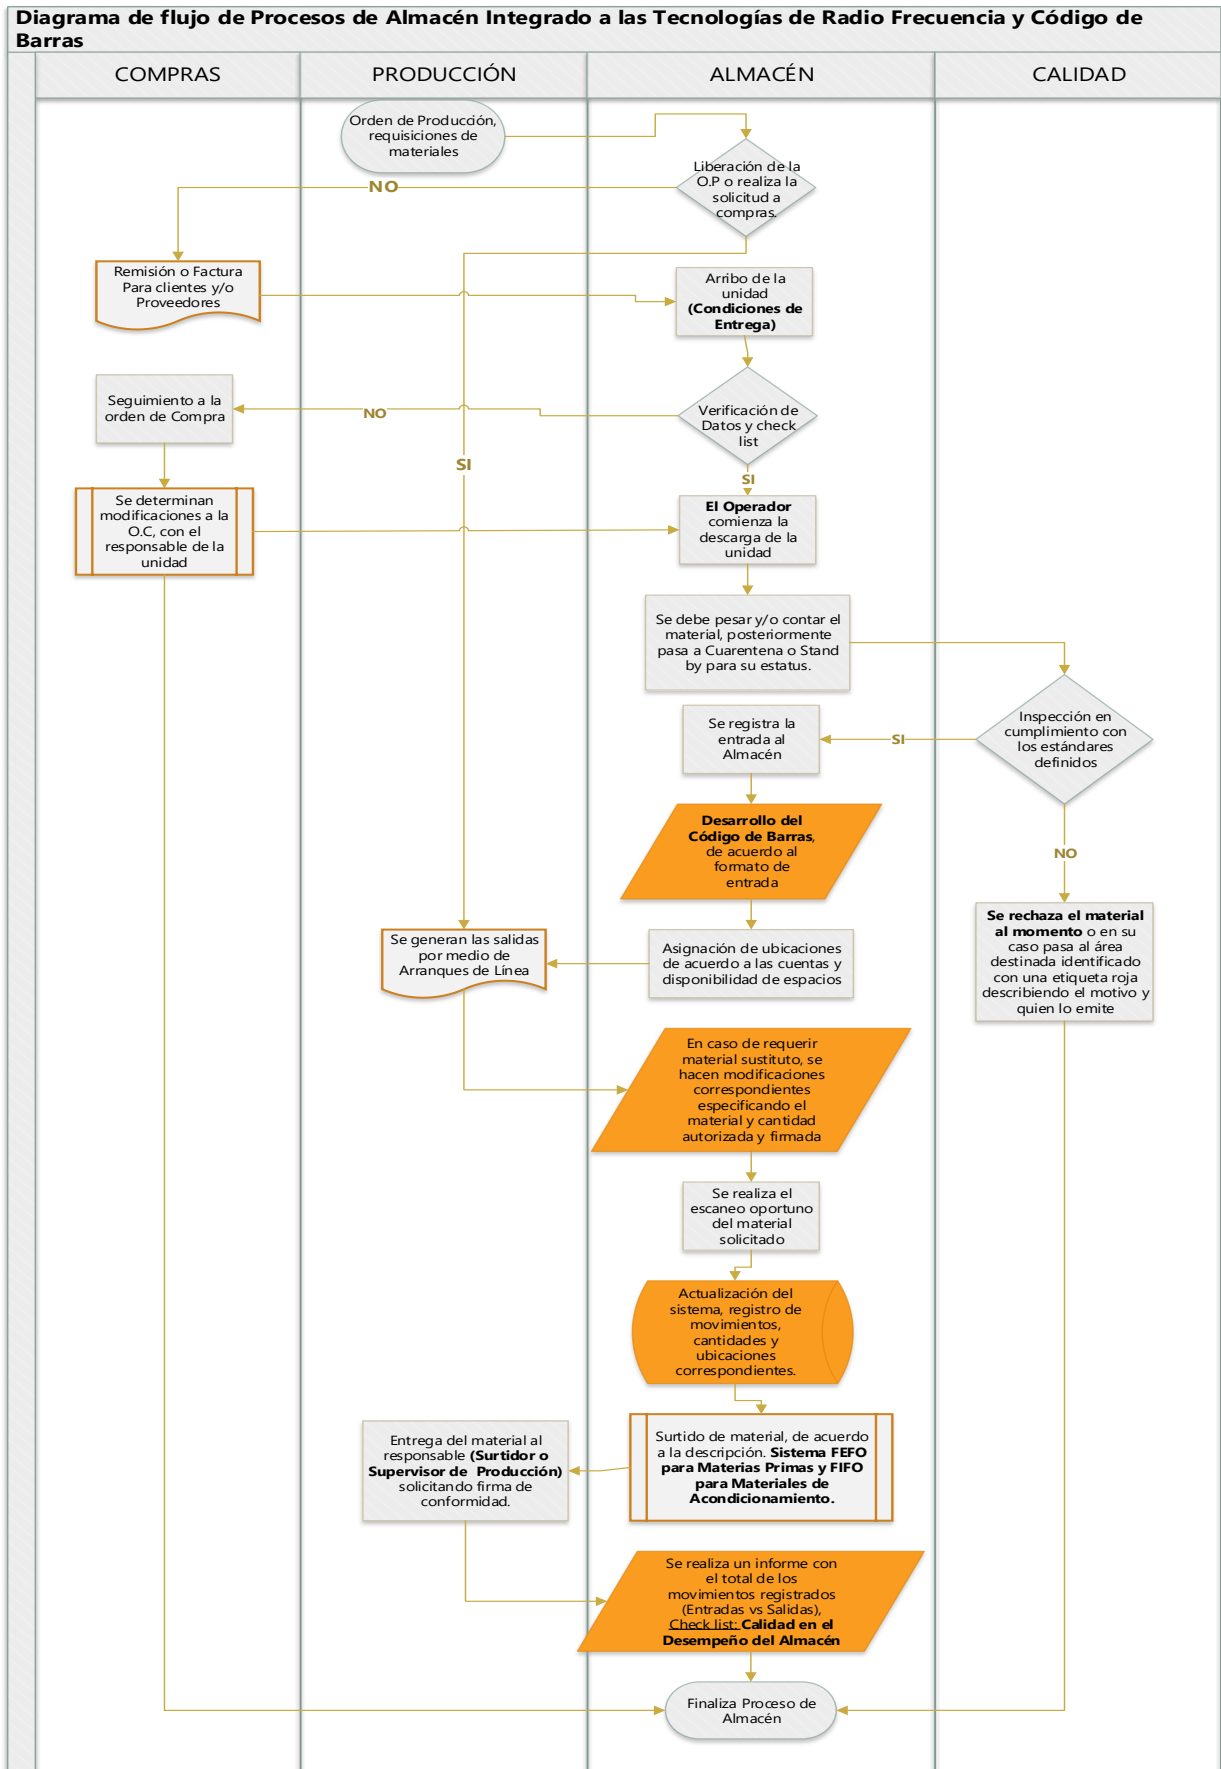 Diagrama de flujo de Procesos de Almacén Integrado a las Tecnologías de Radio Frecuencia y Código de
Barras
COMPRAS
PRODUCCIÓN
ALMACÉN
CALIDAD
Orden de Producción,
requisiciones de
materiales
Liberación de la
O.P o realiza la
solicitud a
compras.
NO
Remisión o Factura
Para clientes y/o
Proveedores
Arribo de la
unidad
(Condiciones de
Entrega)
Seguimiento a la
orden de Compra
NO
Verificación de
Datos y check
list
SI
SI
Se determinan
modificaciones a la
O.C, con el
responsable de la
unidad
El Operador
comienza la
descarga de la
unidad
Se debe pesar y/o contar el
material, posteriormente
pasa a Cuarentena o Stand
by para su estatus.
Se registra la
entrada al
Almacén
SI
Inspección en
cumplimiento con
los estándares
definidos
Desarrollo del
Código de Barras,
de acuerdo al
formato de
entrada
NO
Se generan las salidas
por medio de
Arranques de Línea
Asignación de ubicaciones
de acuerdo a las cuentas y
disponibilidad de espacios
Se rechaza el material
al momento o en su
caso pasa al área
destinada identificado
con una etiqueta roja
describiendo el motivo y
quien lo emite
En caso de requerir
material sustituto, se
hacen modificaciones
correspondientes
especificando el
material y cantidad
autorizada y firmada
Se realiza el
escaneo oportuno
del material
solicitado
Actualización del
sistema, registro de
movimientos,
cantidades y
ubicaciones
correspondientes.
Entrega del material al
responsable (Surtidor o
Supervisor de Producción)
solicitando firma de
conformidad.
Surtido de material, de acuerdo
a la descripción. Sistema FEFO
para Materias Primas y FIFO
para Materiales de
Acondicionamiento.
Se realiza un informe con
el total de los
movimientos registrados
(Entradas vs Salidas),
Check list: Calidad en el
Desempeño del Almacén
Finaliza Proceso de
Almacén